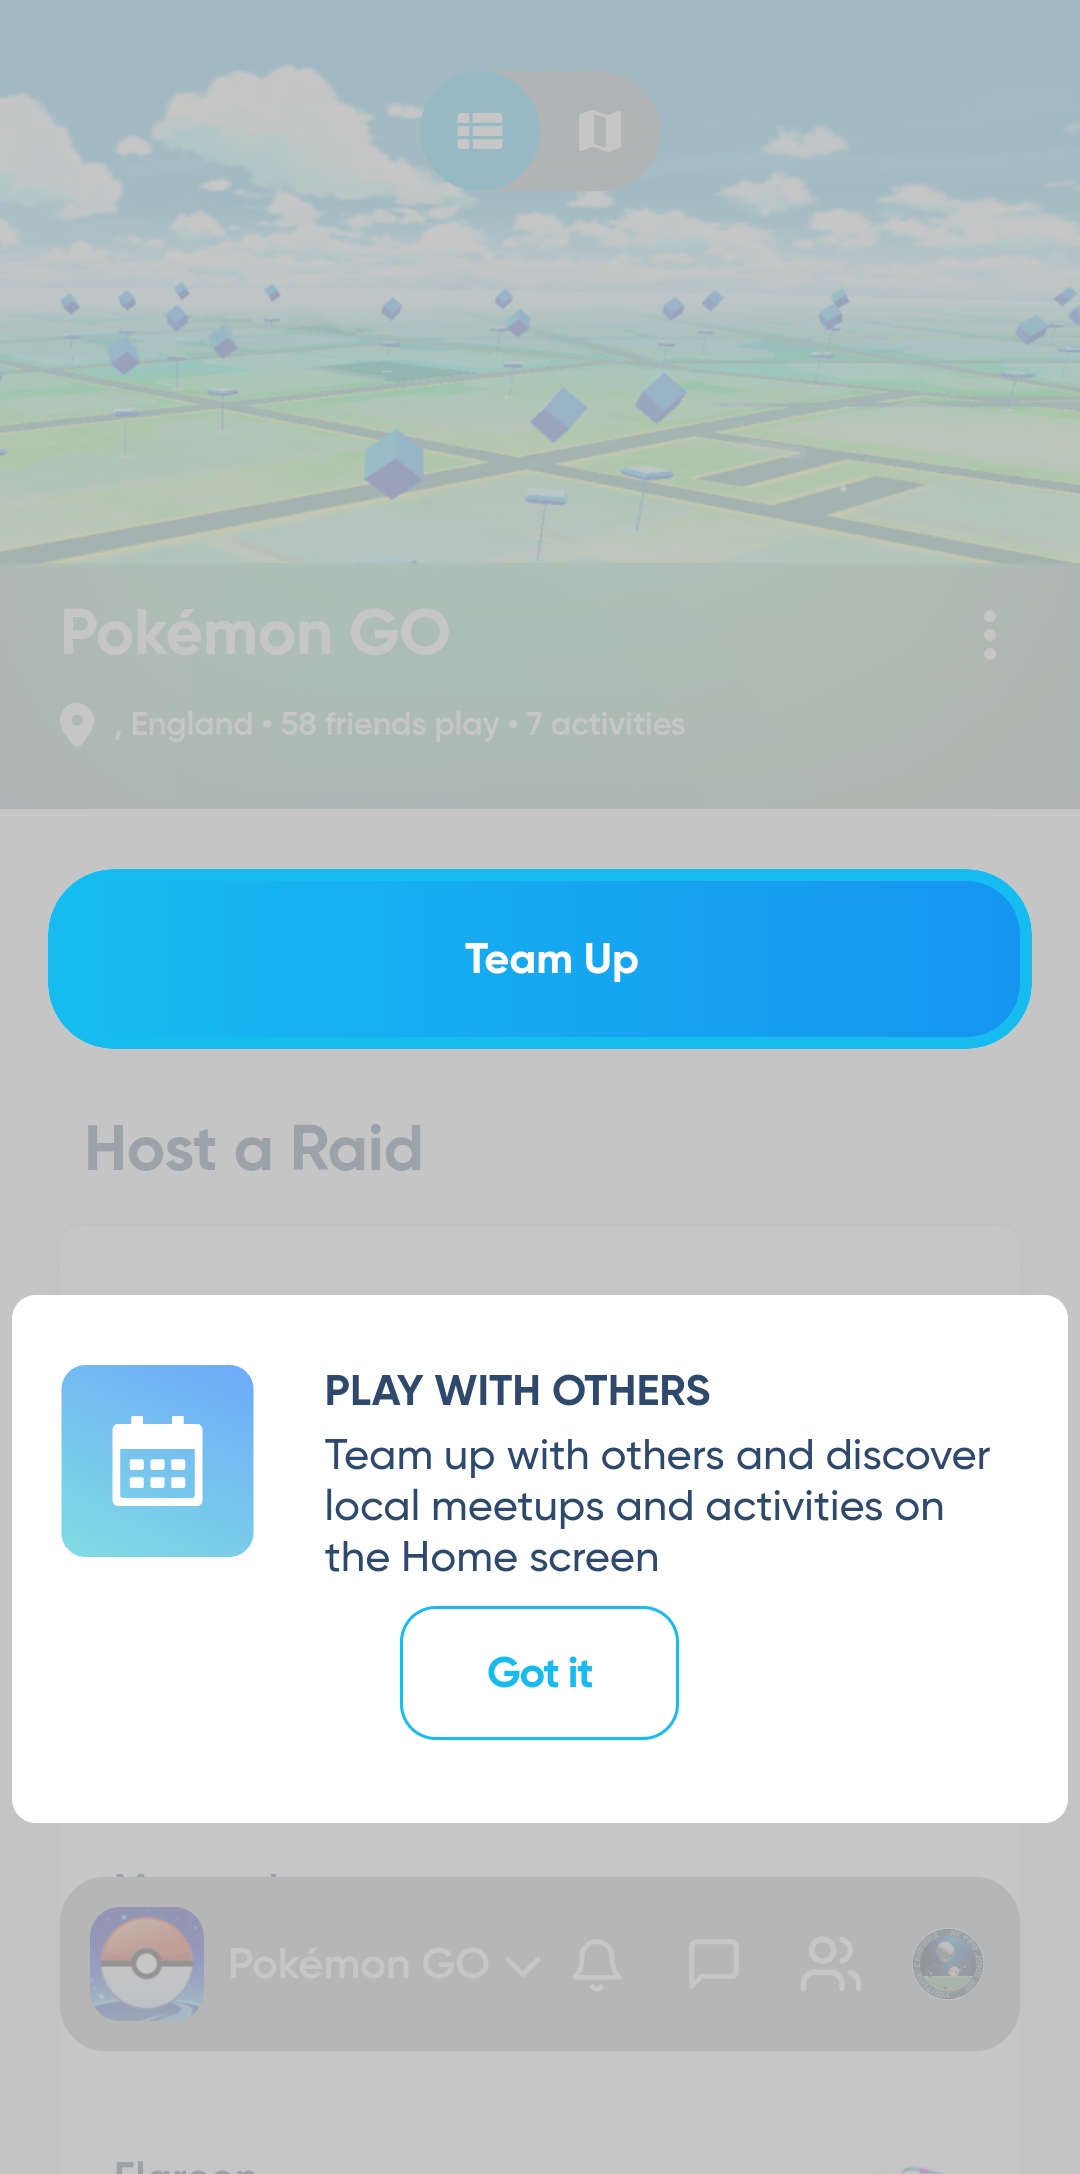 Pokémon GO
, England • 58 friends play • 7 activities
Team Up
Host a Raid
PLAY WITH OTHERS
Team up with others and discover
local meetups and activities on
the Home screen
Got it
Pokémon GO